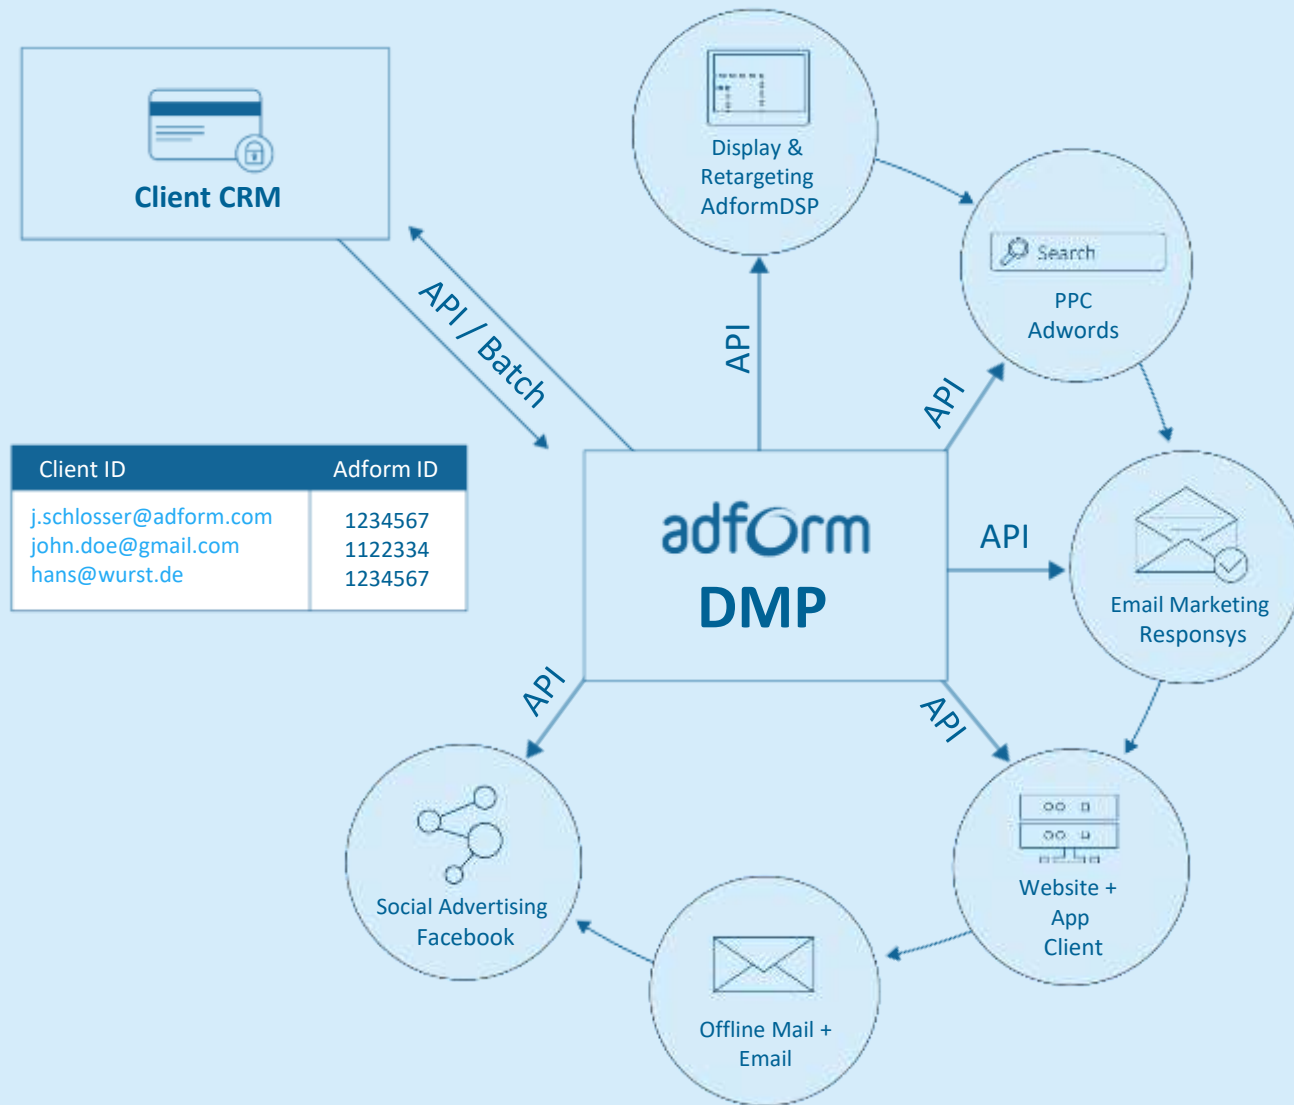 Client CRM
Display &
Retargeting
AdformDSP
Search
PPC
Adwords
API / Batch
API
API
Client ID Adform ID
j.schlosser@adform.com 1234567
john.doe@gmail.com 1122334
hans@wurst.de 1234567
adform
DMP
API
Email Marketing
Responsys
API
API
Social Advertising
Facebook
Website +
App
Client
Offline Mail +
Email